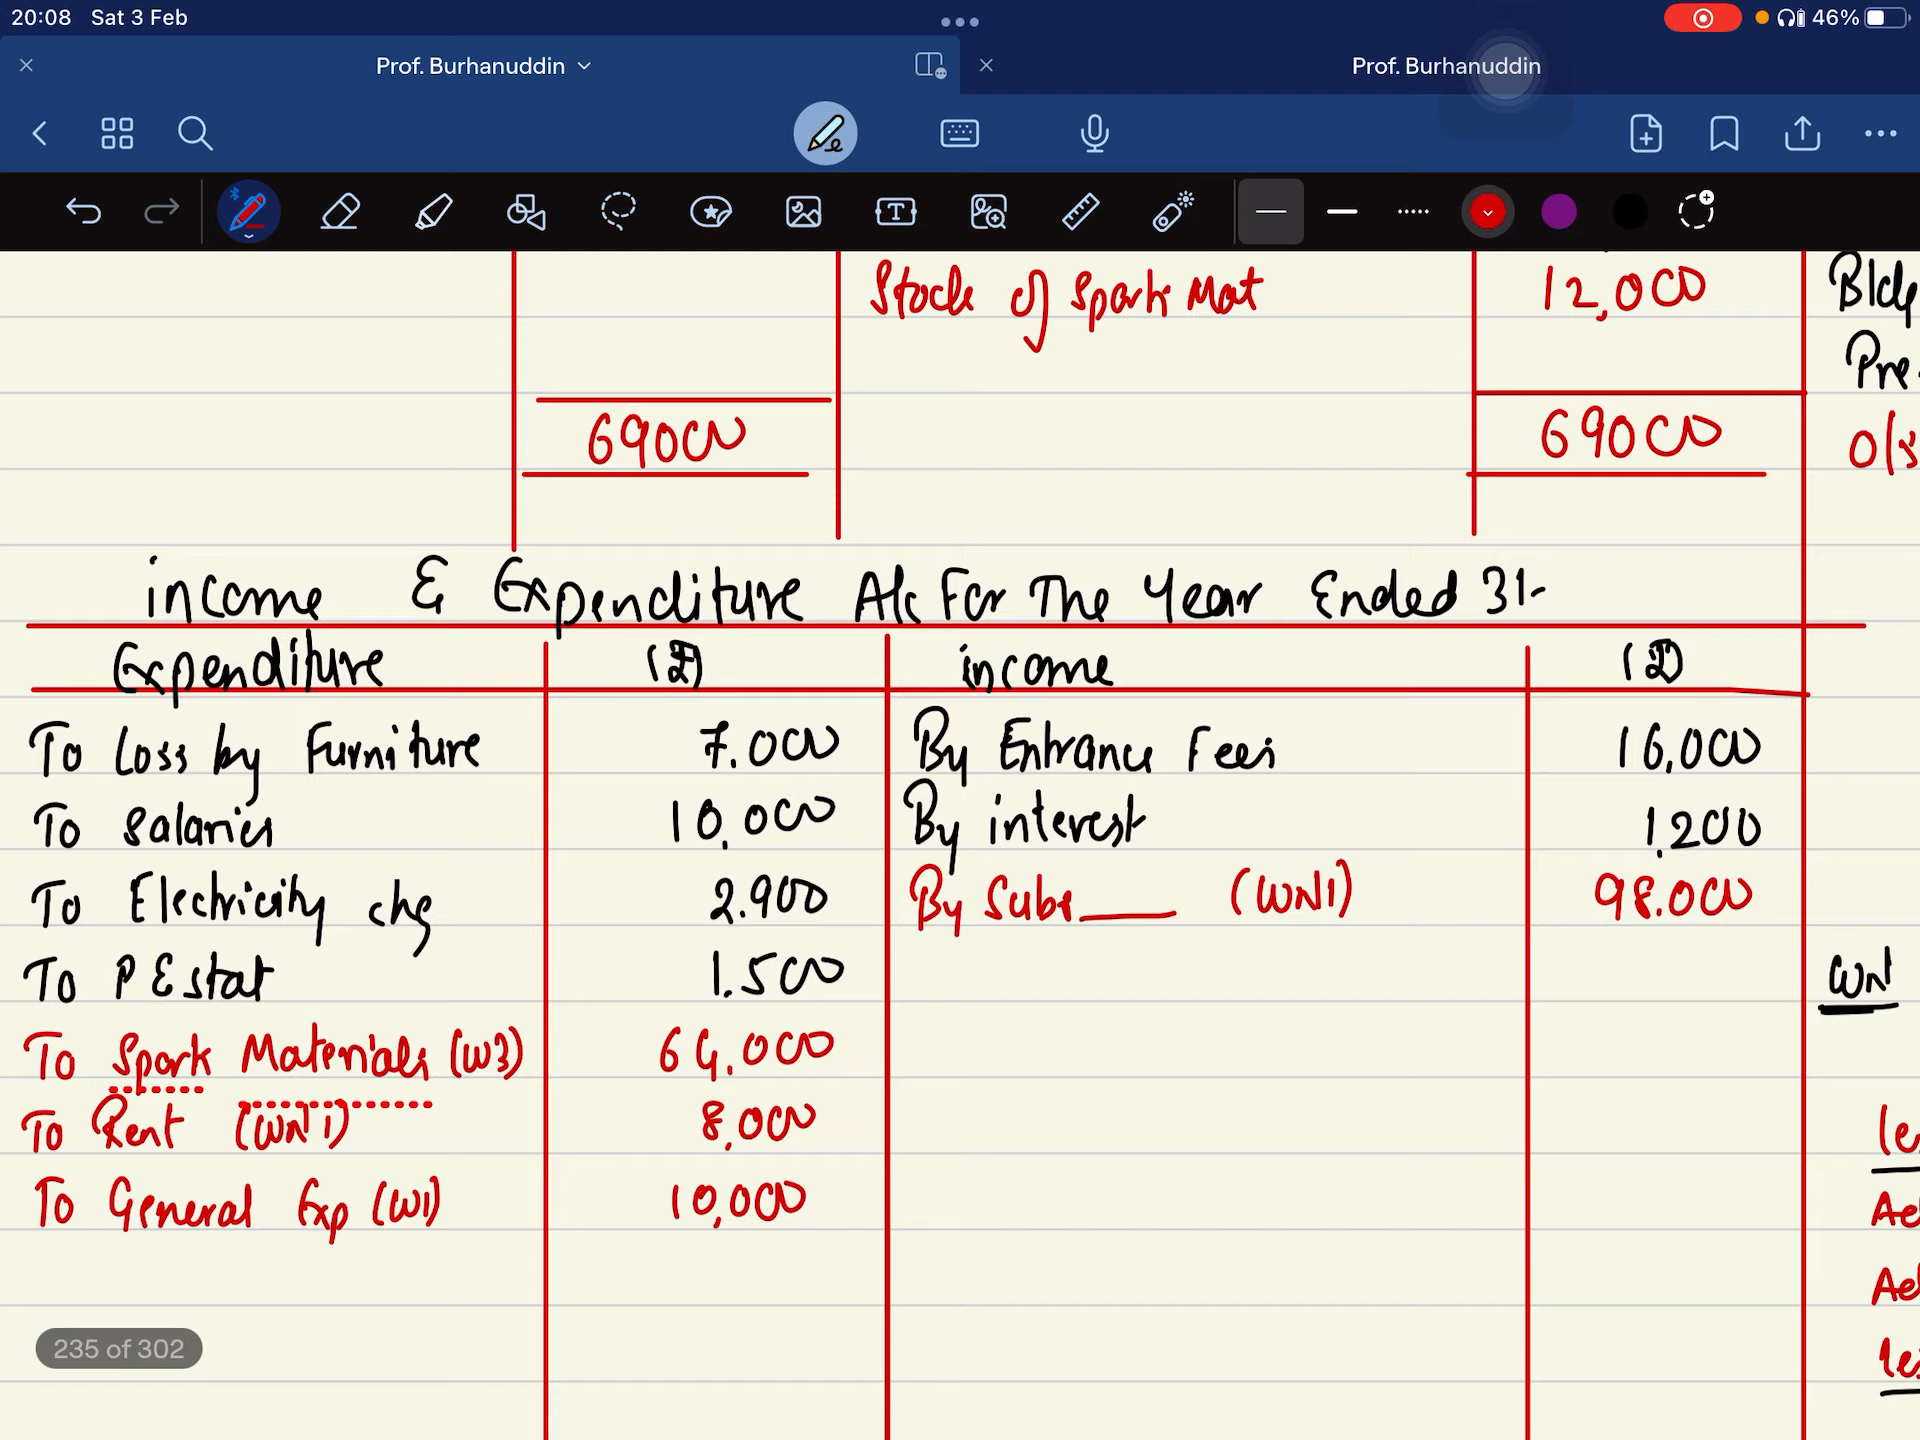 20:08 Sat 3 Feb
46%
Prof. Burhanuddin
Prof. Burhanuddin
Stock of Spark Mat 12,000
Bldg
Pre.
69000 69000 O/s
income & Expenditure A/c For The Year Ended 31-
Expenditure (₹) income (₹)
To Loss by Furniture 7.000 By Entrance Fees 16,000
To Salaries 10,000 By interest 1.200
To Electricity chg 2.900 By Subs (WN1) 98.000
To P & stat 1.500
WN
To Spark Materials (W3) 64.000
To Rent (WN1) 8,000
To General Exp (W1) 10,000
235 of 302